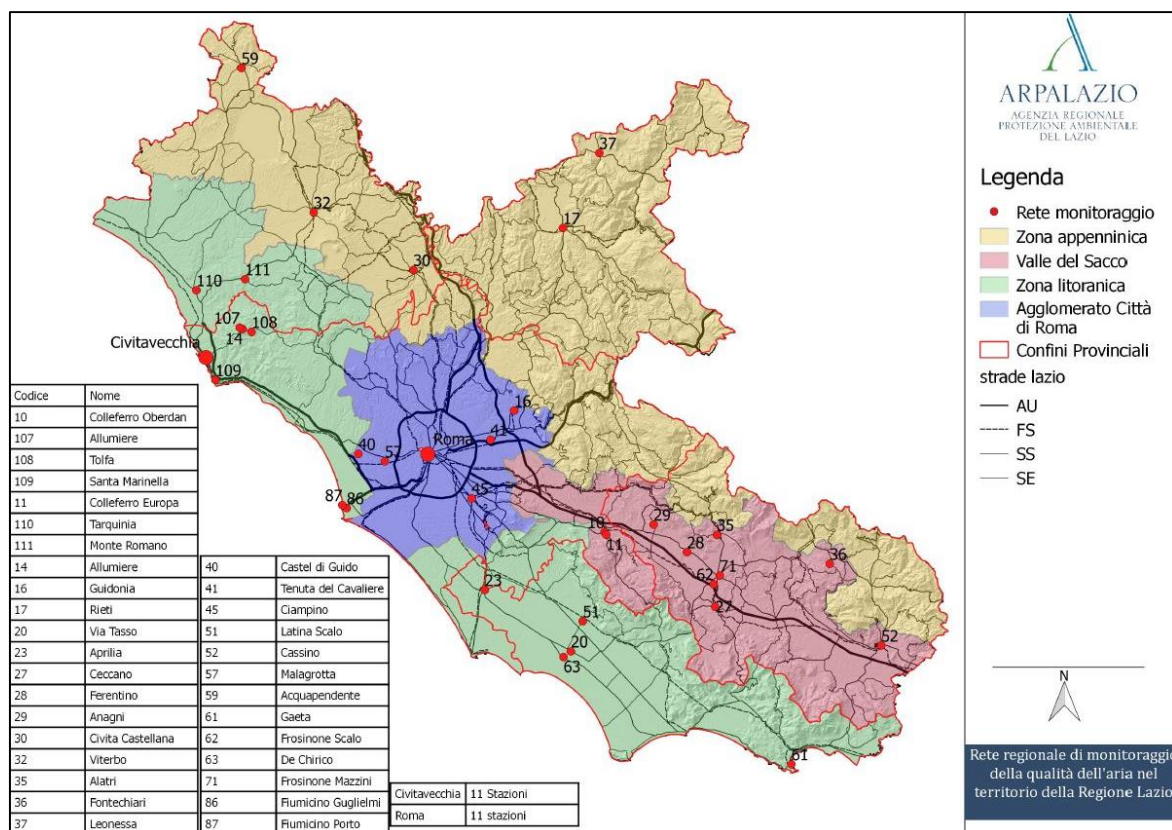 59
37
32
17
30
111
110
107
108
14
Civitavecchia
109
16
41
Roma
40
57
87
86
45
10
11
29
28
35
36
71
62
27
23
51
52
20
63
61
Codice Nome
10 Colleferro Oberdan
107 Allumiere
108 Tolfa
109 Santa Marinella
11 Colleferro Europa
110 Tarquinia
111 Monte Romano
14 Allumiere
16 Guidonia
17 Rieti
20 Via Tasso
23 Aprilia
27 Ceccano
28 Ferentino
29 Anagni
30 Civita Castellana
32 Viterbo
35 Alatri
36 Fontechiari
37 Leonessa
40 Castel di Guido
41 Tenuta del Cavaliere
45 Ciampino
51 Latina Scalo
52 Cassino
57 Malagrotta
59 Acquapendente
61 Gaeta
62 Frosinone Scalo
63 De Chirico
71 Frosinone Mazzini
86 Fiumicino Guglielmi
87 Fiumicino Porto
Civitavecchia 11 Stazioni
Roma 11 stazioni
ARPALAZIO
AGENZIA REGIONALE
PROTEZIONE AMBIENTALE
DEL LAZIO
Legenda
Rete monitoraggio
Zona appenninica
Valle del Sacco
Zona litoranica
Agglomerato Città
di Roma
Confini Provinciali
strade lazio
AU
FS
SS
SE
N
Rete regionale di monitoraggio
della qualità dell'aria nel
territorio della Regione Lazio